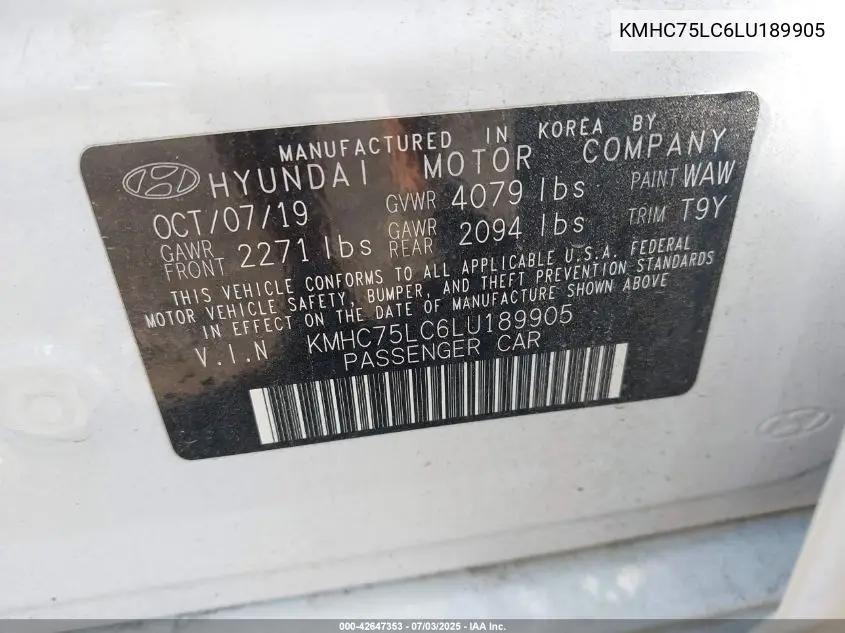 KMHC75LC6LU189905
MANUFACTURED IN KOREA BY
HYUNDAI MOTOR COMPANY
OCT/07/19 GVWR 4079 lbs PAINT WAW
GAWR FRONT 2271 lbs GAWR REAR 2094 lbs TRIM T9Y
THIS VEHICLE CONFORMS TO ALL APPLICABLE U.S.A. FEDERAL
MOTOR VEHICLE SAFETY, BUMPER, AND THEFT PREVENTION STANDARDS
IN EFFECT ON THE DATE OF MANUFACTURE SHOWN ABOVE
V.I.N KMHC75LC6LU189905
PASSENGER CAR
000-42647353 - 07/03/2025 - IAA Inc.